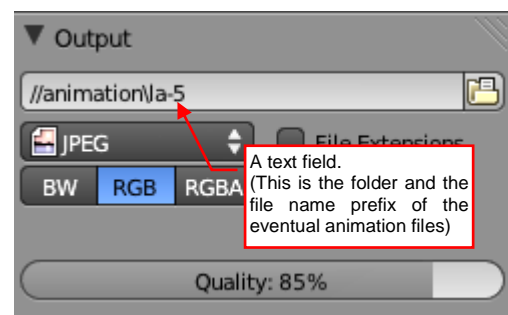 Output
//animation\la-5
JPEG
File Extensions
BW RGB RGBA
A text field.
(This is the folder and the
file name prefix of the
eventual animation files)
Quality: 85%